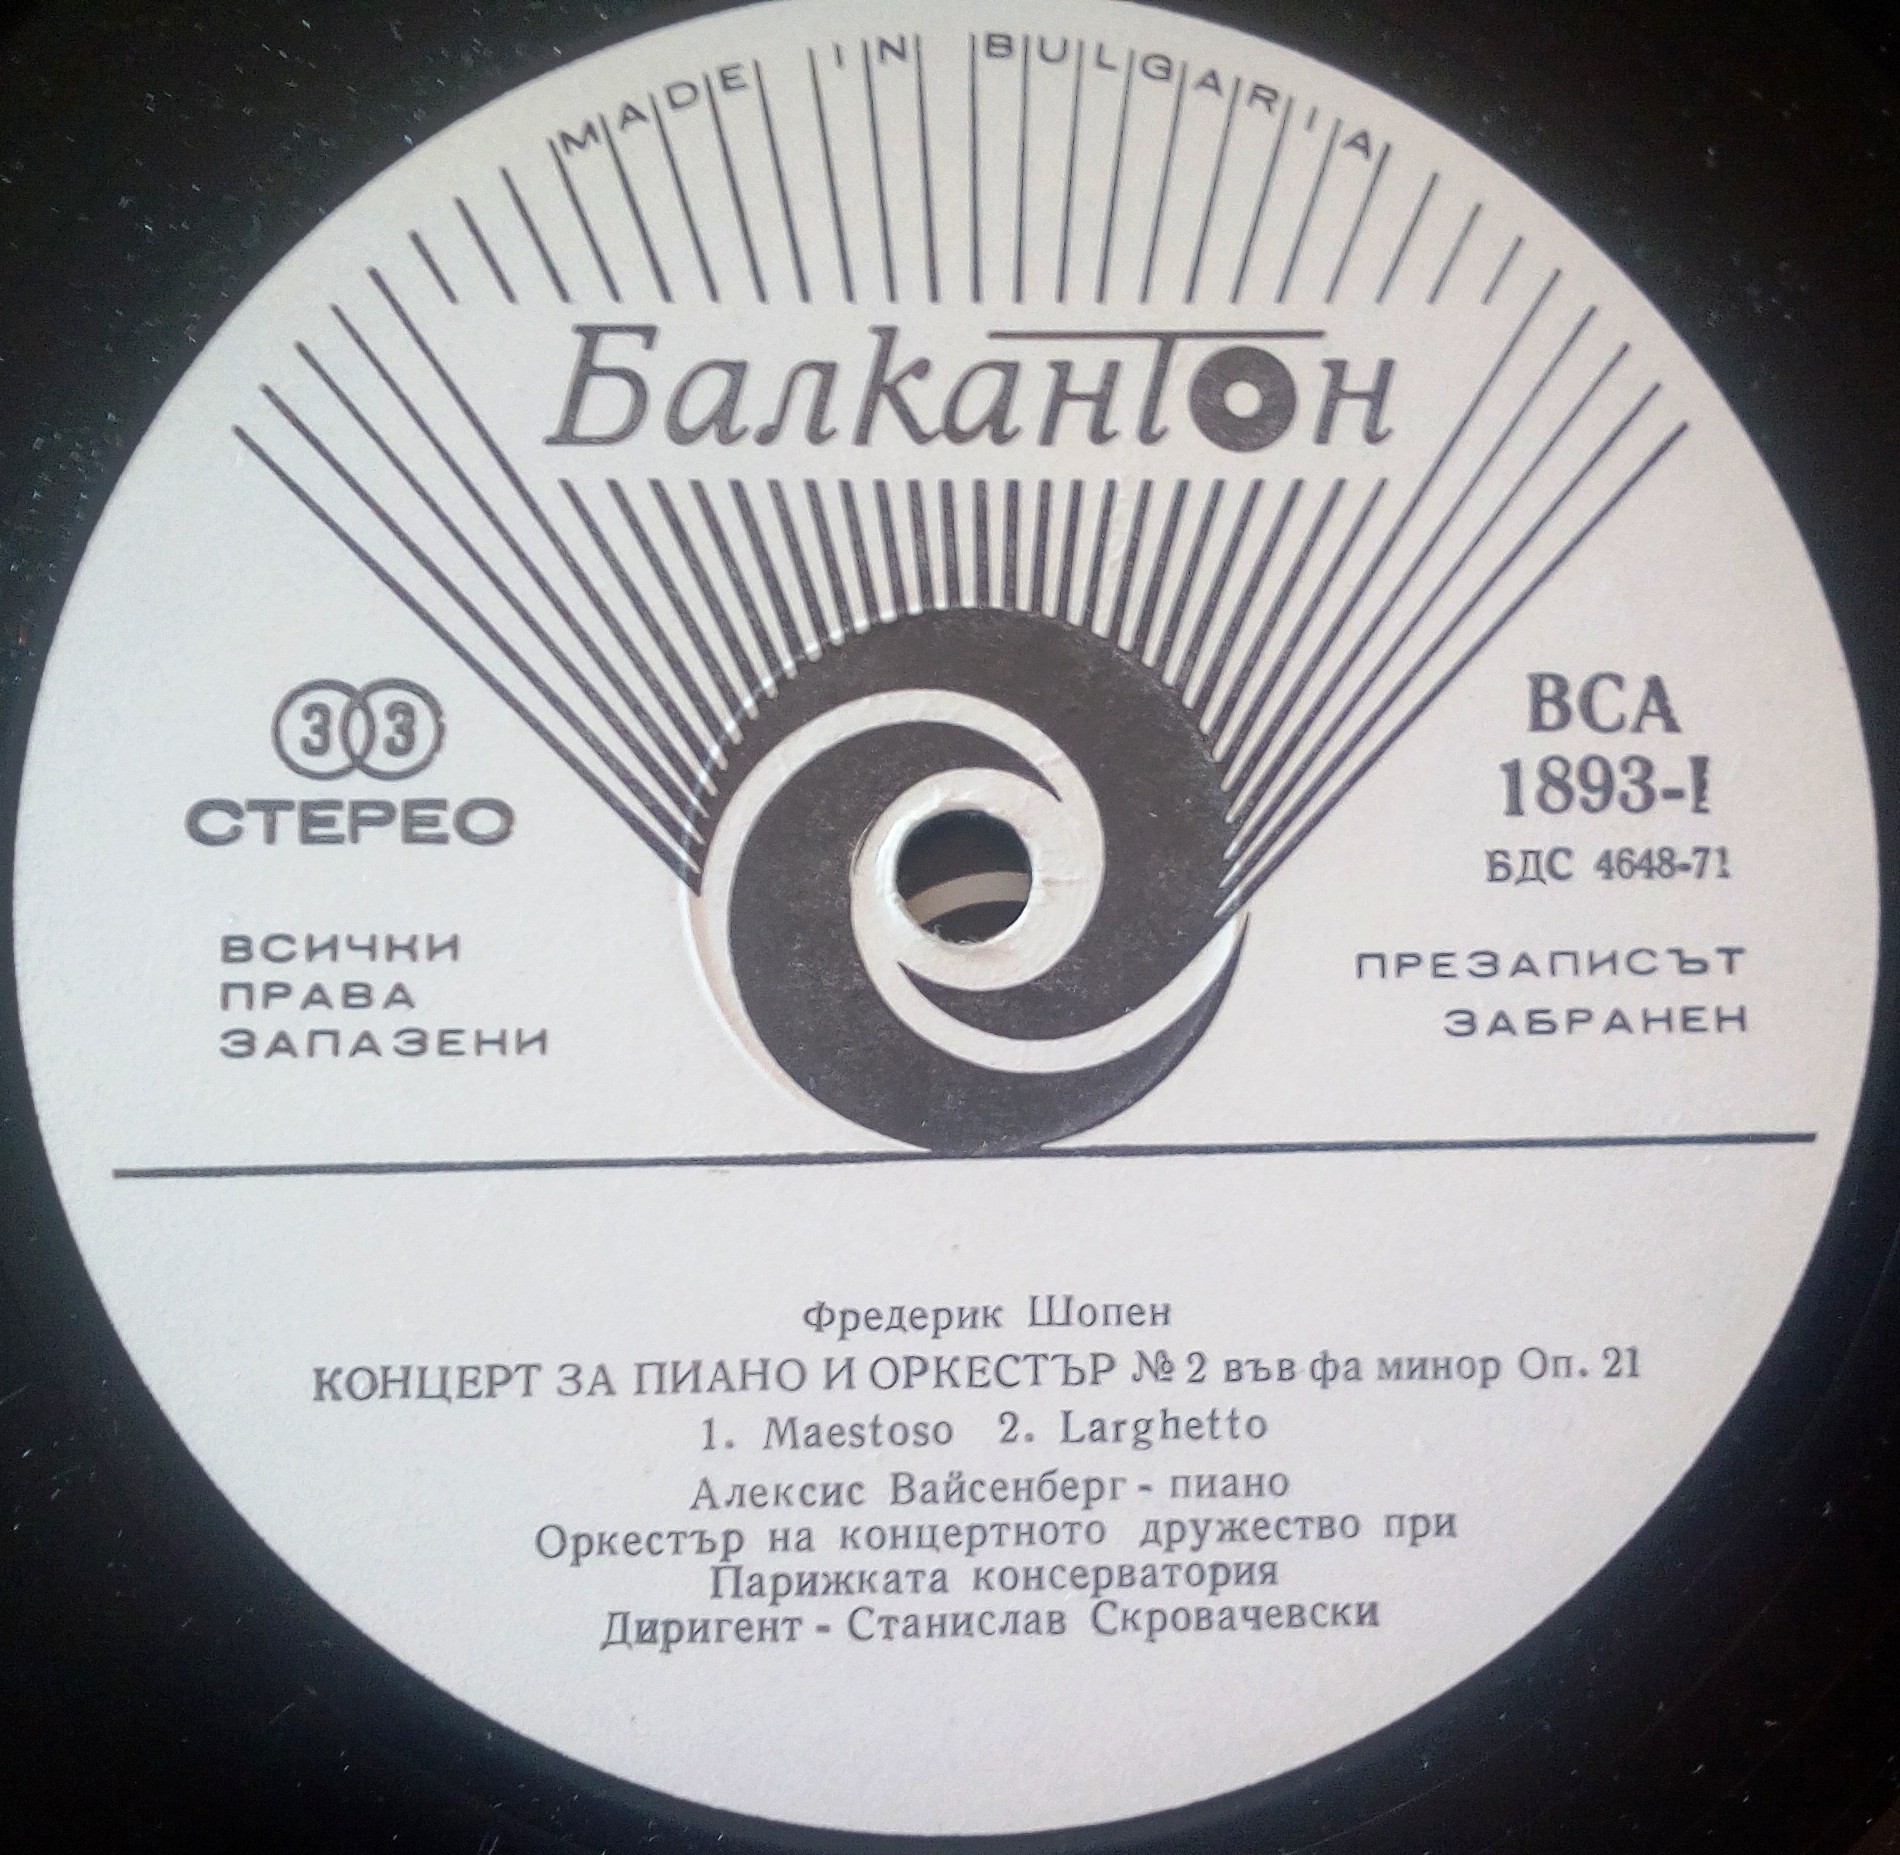 MADE IN BULGARIA
Балкантон
33
СТЕРЕО
ВСИЧКИ
ПРАВА
ЗАПАЗЕНИ
ВСА
1893-I
БДС 4648-71
ПРЕЗАПИСЪТ
ЗАБРАНЕН
Фредерик Шопен
КОНЦЕРТ ЗА ПИАНО И ОРКЕСТЪР № 2 във фа минор Оп. 21
1. Maestoso 2. Larghetto
Алексис Вайсенберг - пиано
Оркестър на концертното дружество при
Парижката консерватория
Диригент - Станислав Скровачевски